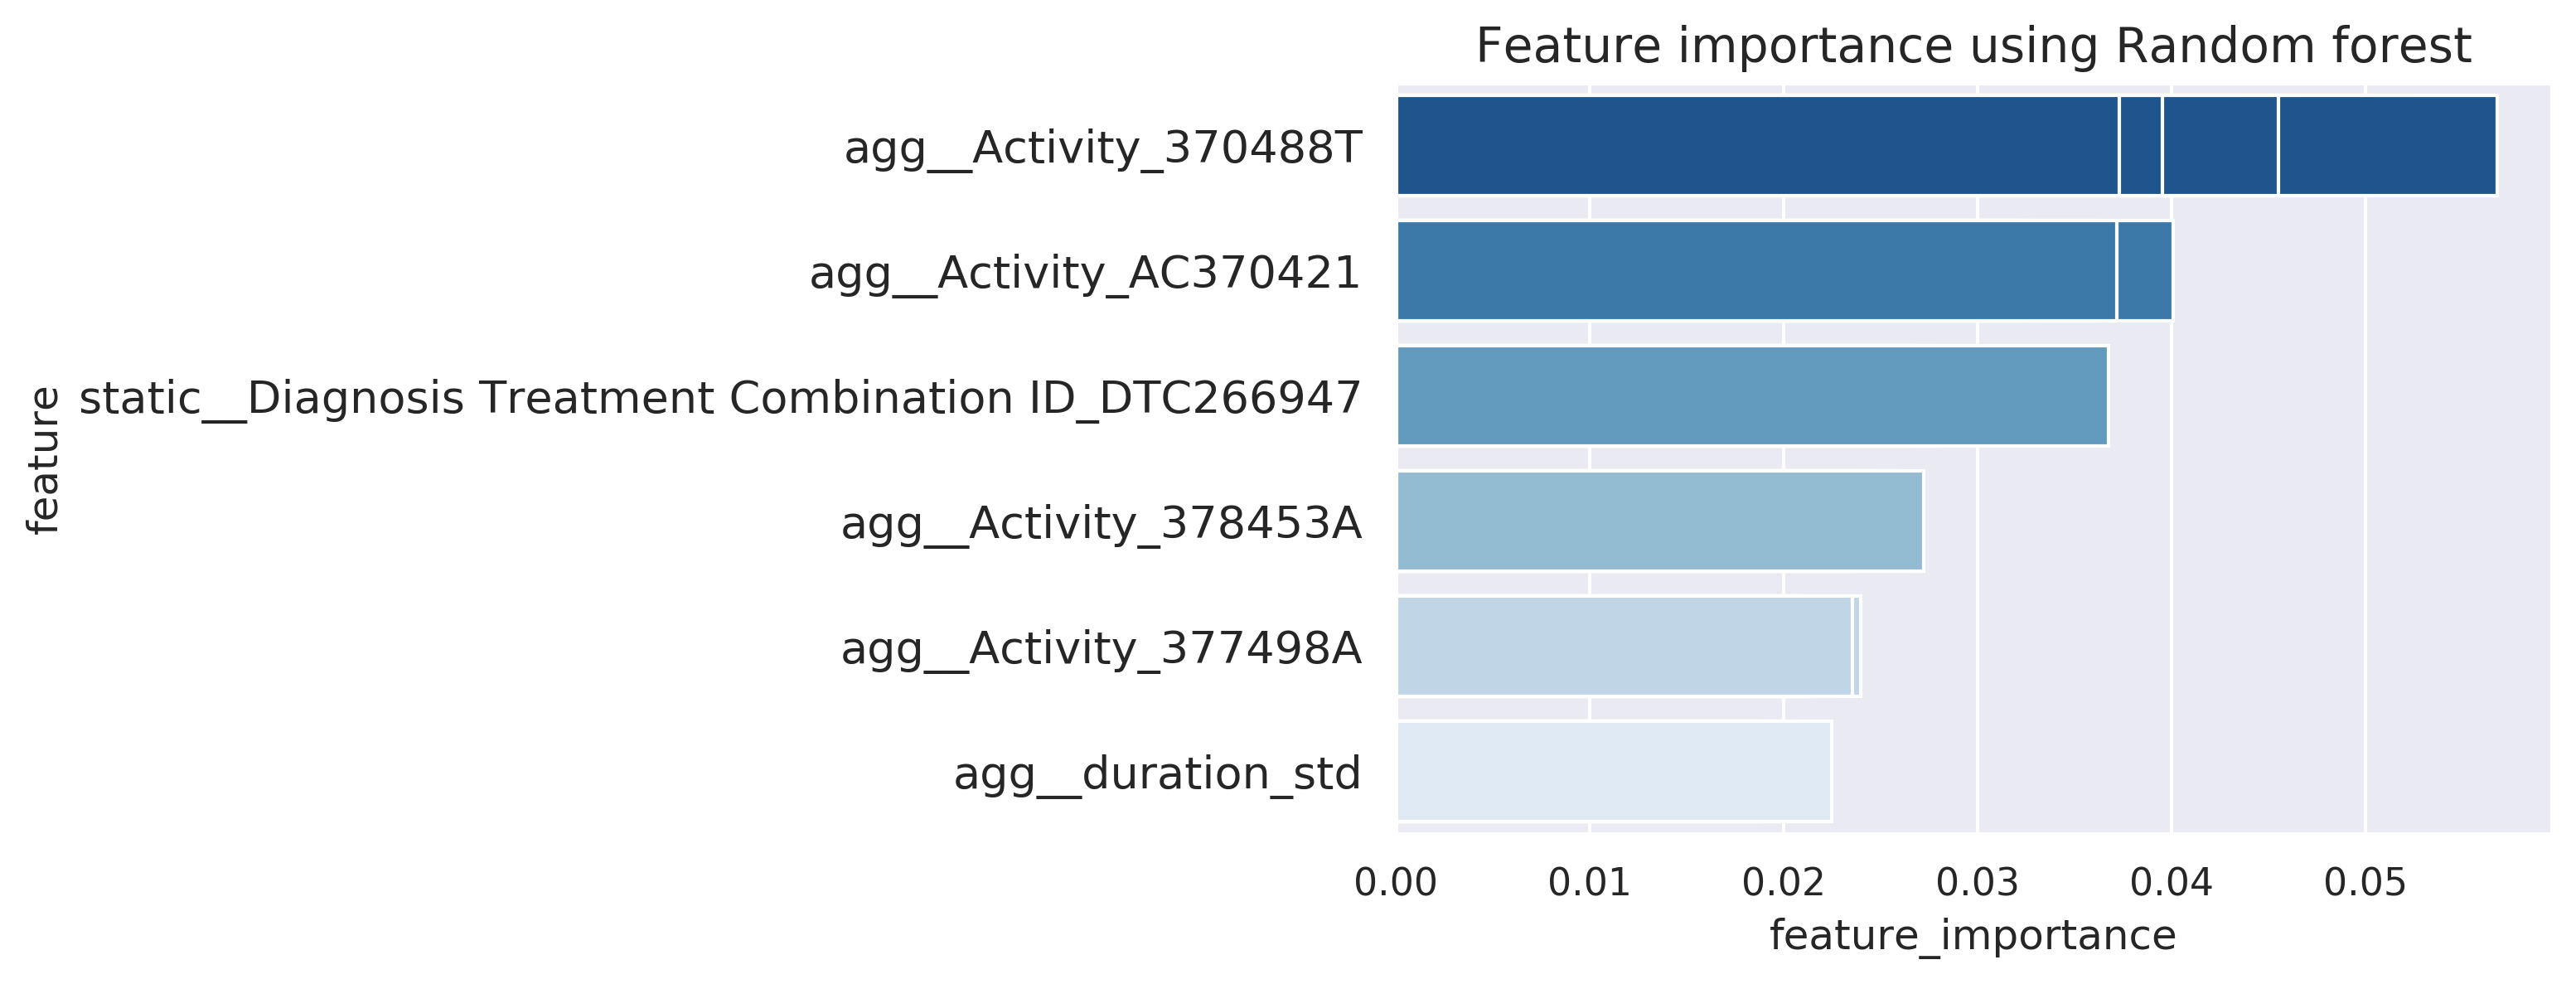 Feature importance using Random forest
agg__Activity_370488T
agg__Activity_AC370421
static__Diagnosis Treatment Combination ID_DTC266947
agg__Activity_378453A
agg__Activity_377498A
agg__duration_std
feature
0.00 0.01 0.02 0.03 0.04 0.05
feature_importance